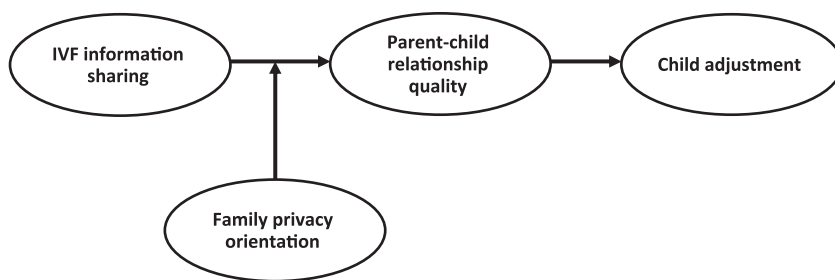 IVF information
sharing
Parent-child
relationship
quality
Child adjustment
Family privacy
orientation